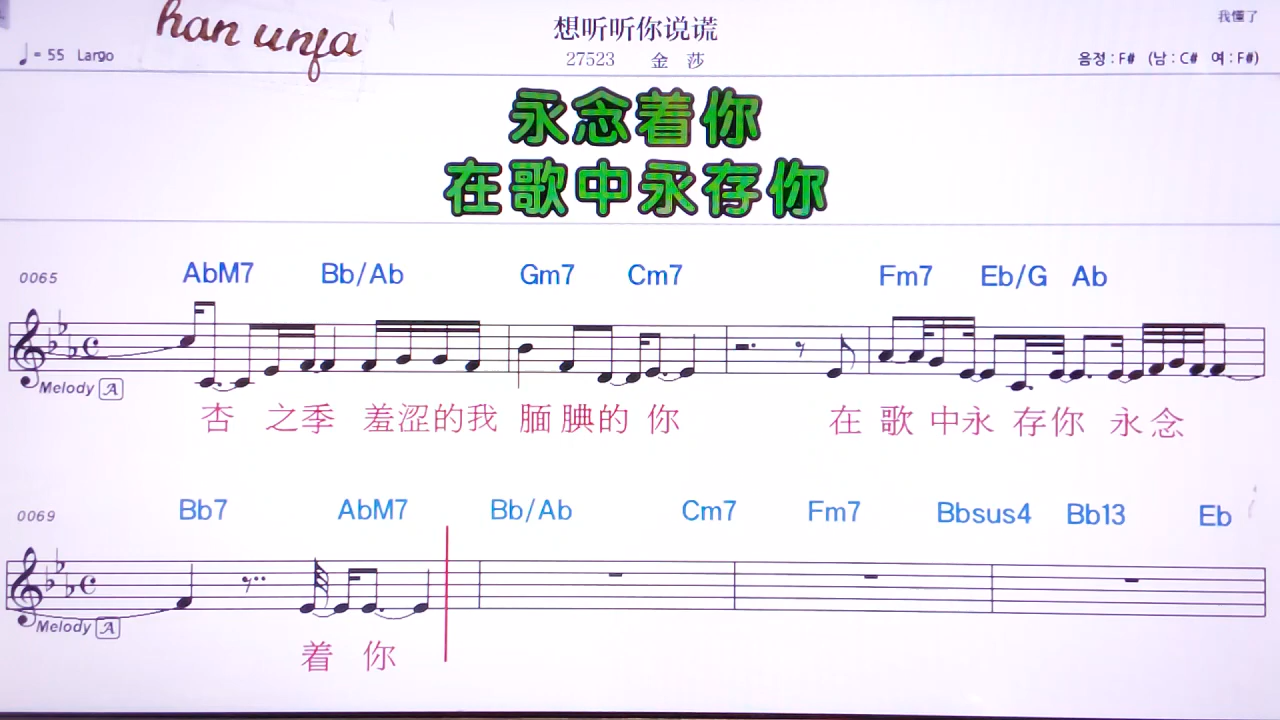 han unja
想听听你说谎
我懂了
♩= 55 Largo
27523 金 莎
음정 : F# (남 : C# 여 : F#)
永念着你
在歌中永存你
0065
AbM7 Bb/Ab Gm7 Cm7 Fm7 Eb/G Ab
Melody A
杏 之季 羞涩的我 腼腆的 你 在 歌 中永 存你 永念
0069
Bb7 AbM7 Bb/Ab Cm7 Fm7 Bbsus4 Bb13 Eb
Melody A
着 你